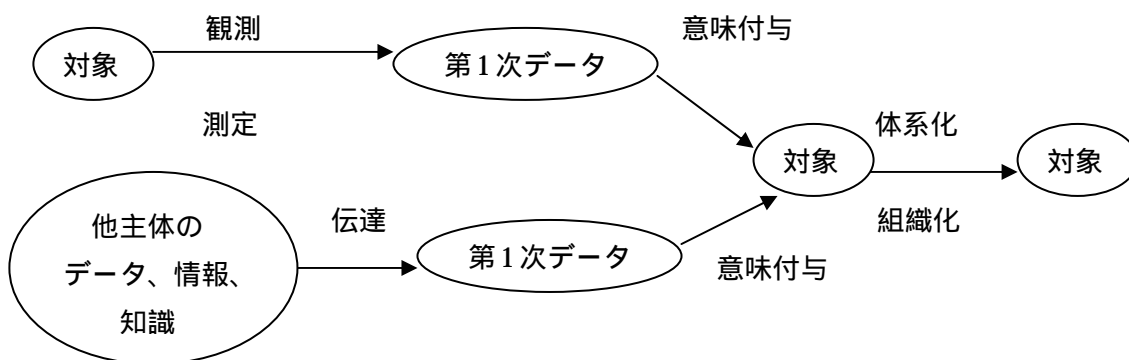 対象
観測
測定
第1次データ
意味付与
他主体の
データ、情報、
知識
伝達
第1次データ
意味付与
対象
体系化
組織化
対象